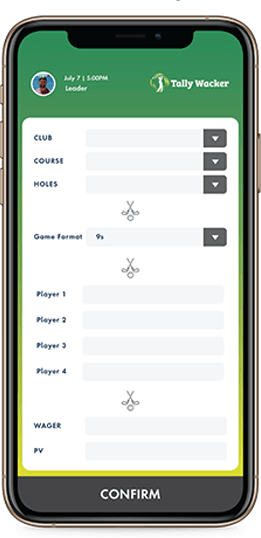 July 7 | 5:00PM
Leader
Tally Wacker
CLUB
COURSE
HOLES
Game Format 9s
Player 1
Player 2
Player 3
Player 4
WAGER
PV
CONFIRM